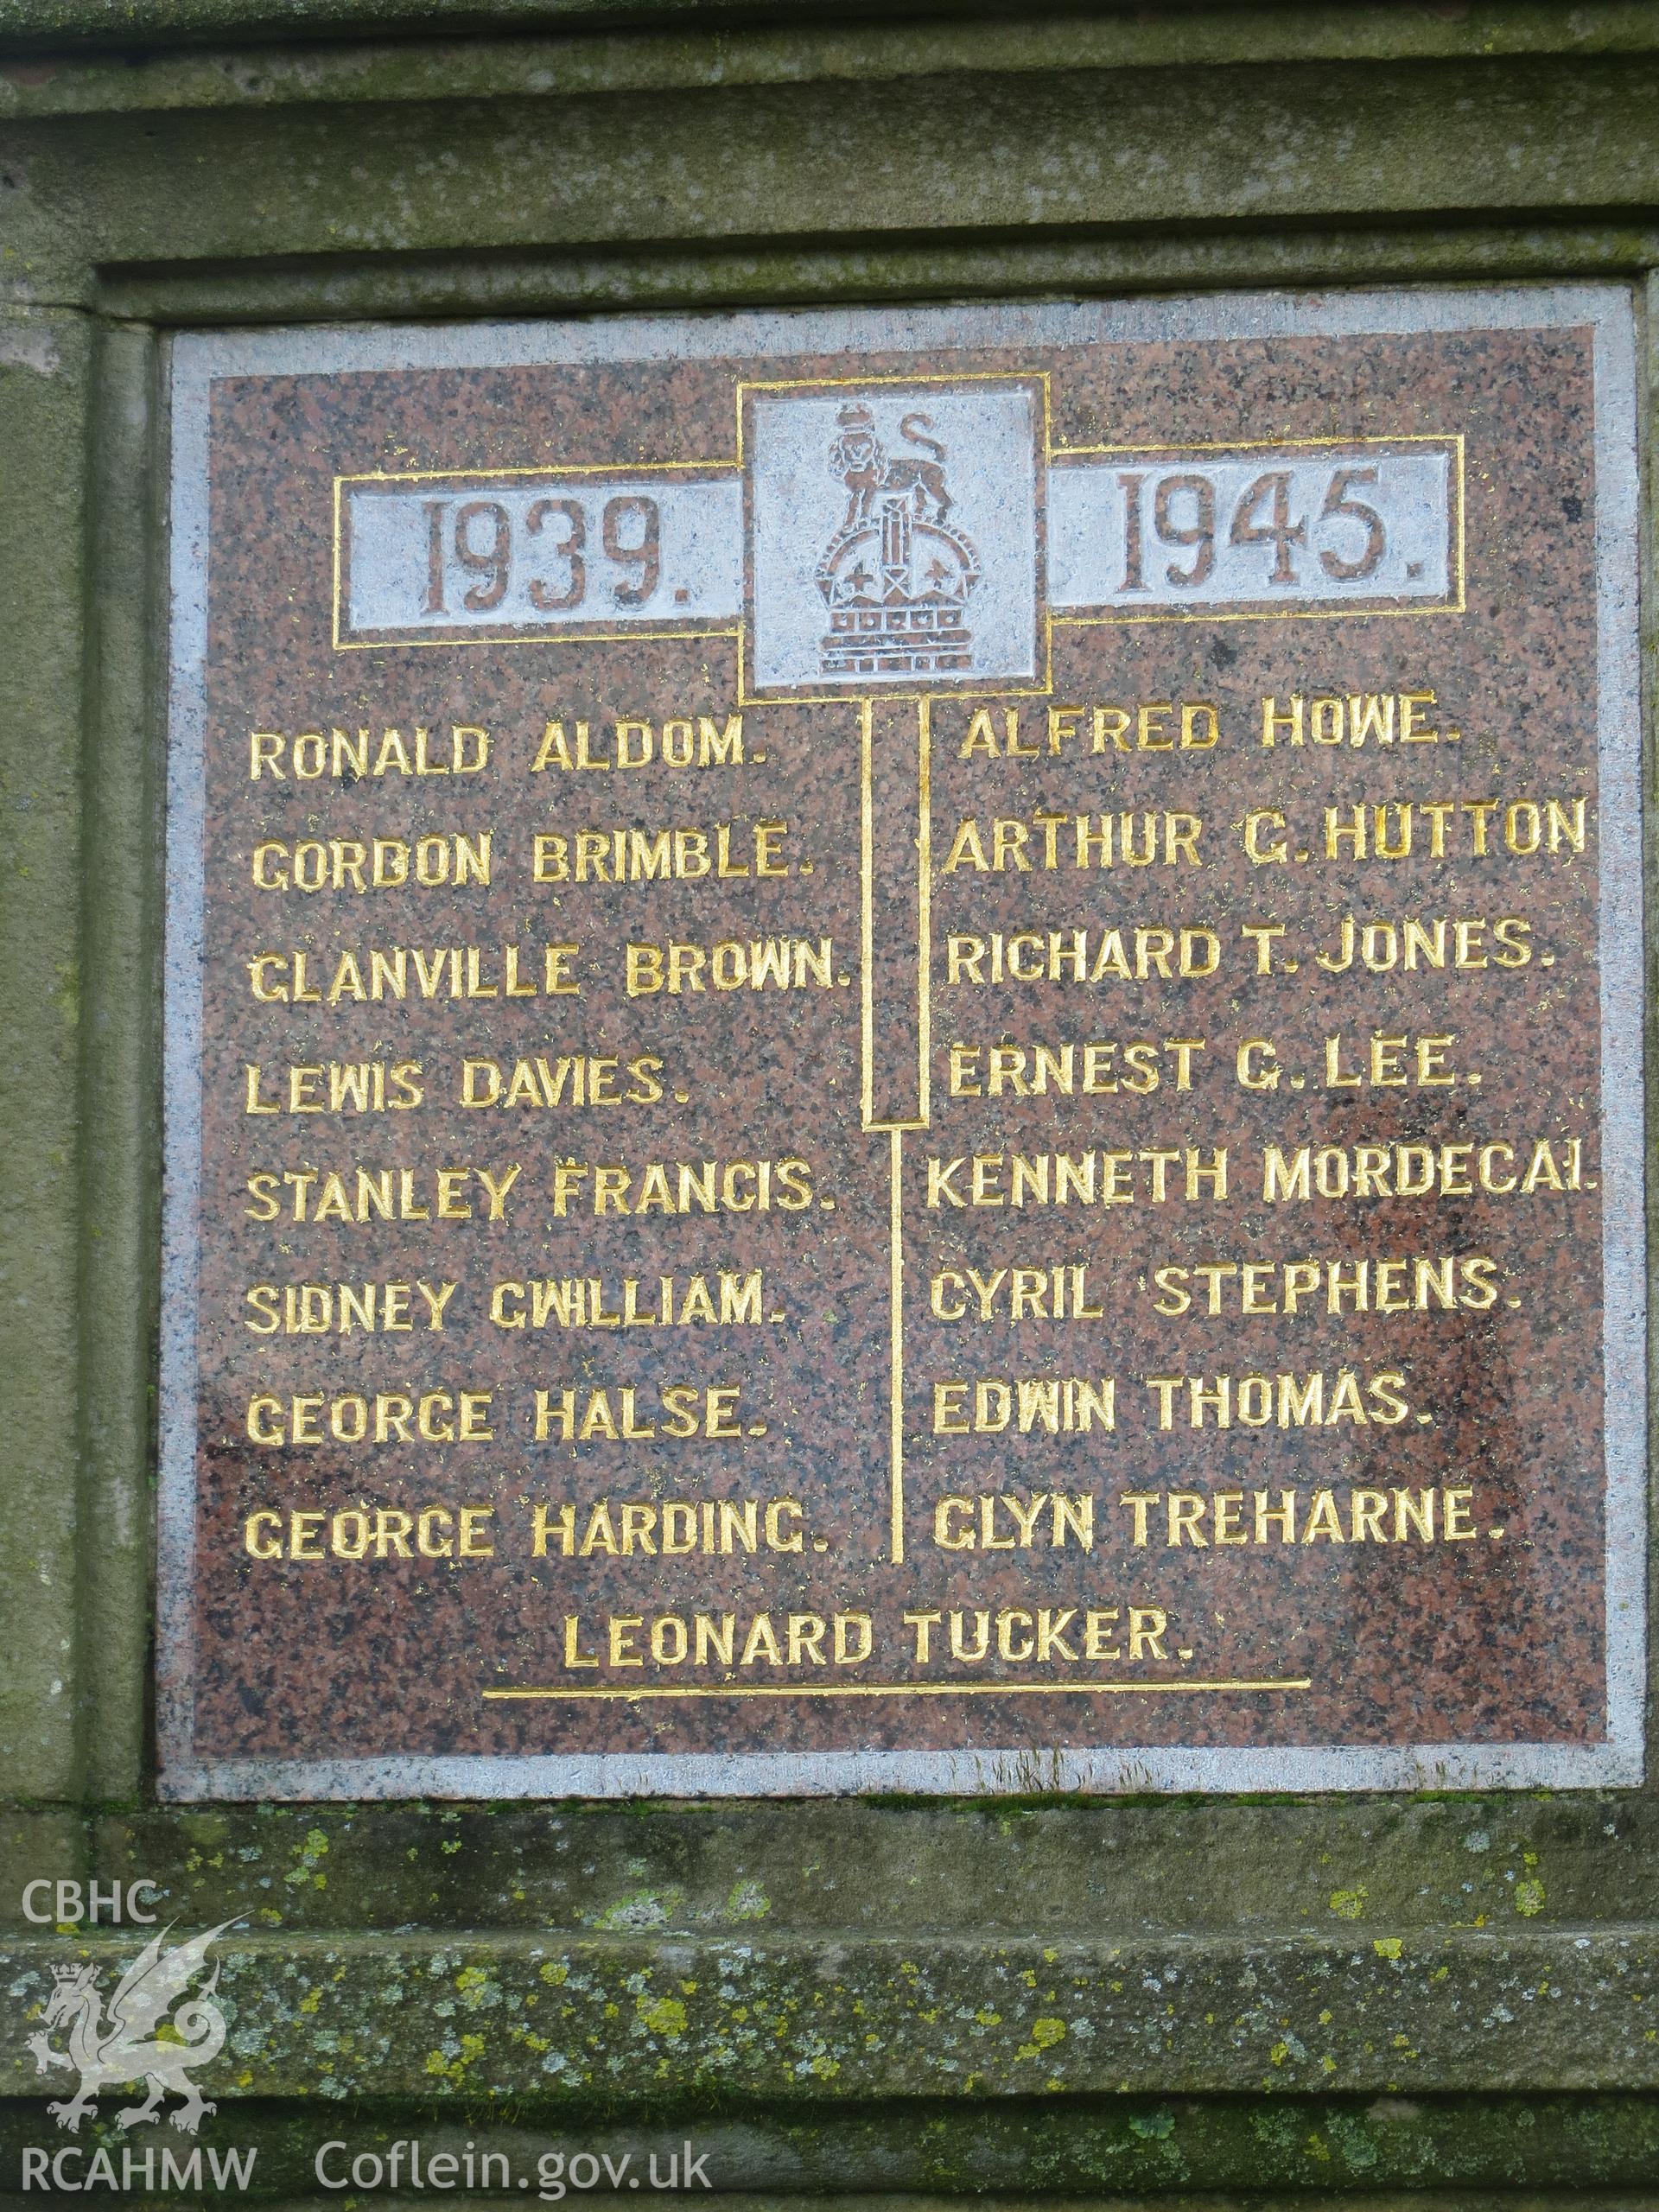 1939. 1945.
RONALD ALDOM.
GORDON BRIMBLE.
GLANVILLE BROWN.
LEWIS DAVIES.
STANLEY FRANCIS.
SIDNEY GWILLIAM.
GEORGE HALSE.
GEORGE HARDING.
ALFRED HOWE.
ARTHUR G. HUTTON
RICHARD T. JONES.
ERNEST G. LEE.
KENNETH MORDECAI.
CYRIL STEPHENS.
EDWIN THOMAS.
GLYN TREHARNE.
LEONARD TUCKER.
CBHC
RCAHMW
Coflein.gov.uk